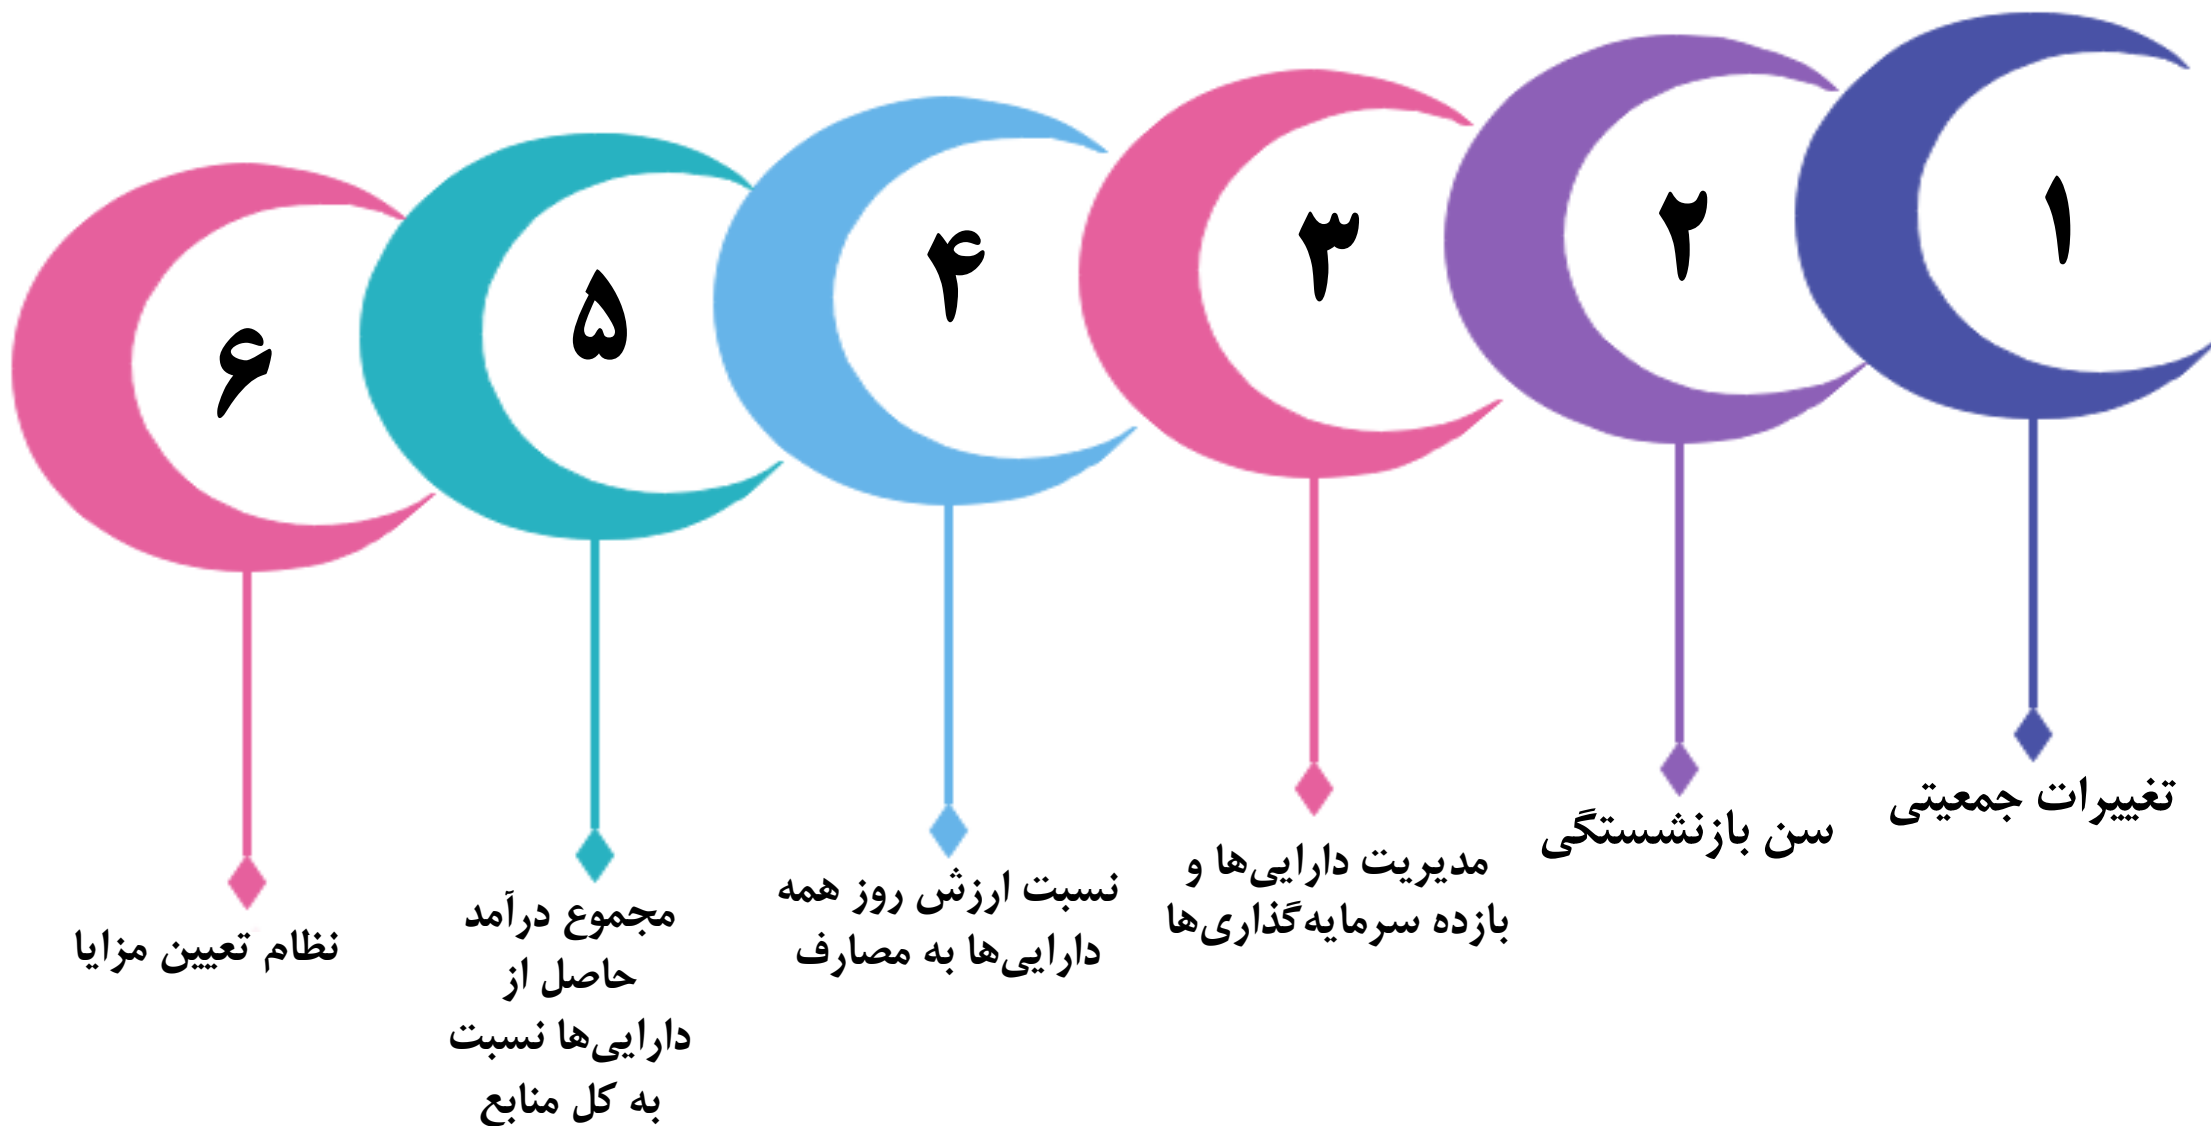 ۱
تغییرات جمعیتی
۲
سن بازنشستگی
۳
مدیریت دارایی‌ها و
بازده سرمایه‌گذاری‌ها
۴
نسبت ارزش روز همه
دارایی‌ها به مصارف
۵
مجموع درآمد
حاصل از
دارایی‌ها نسبت
به کل منابع
۶
نظام تعیین مزایا